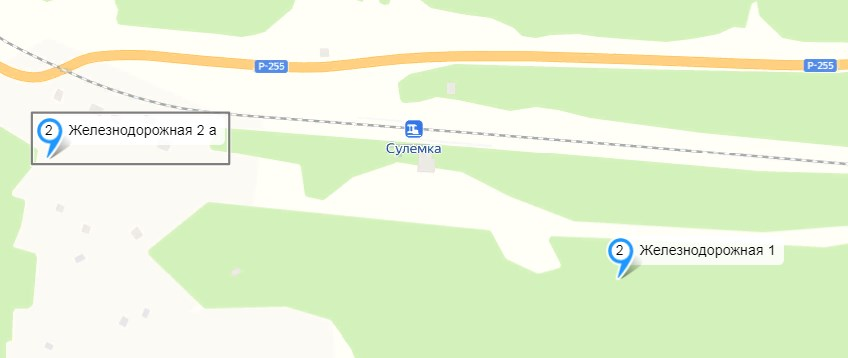 Р-255
Р-255
2 Железнодорожная 2 а
Сулемка
2 Железнодорожная 1